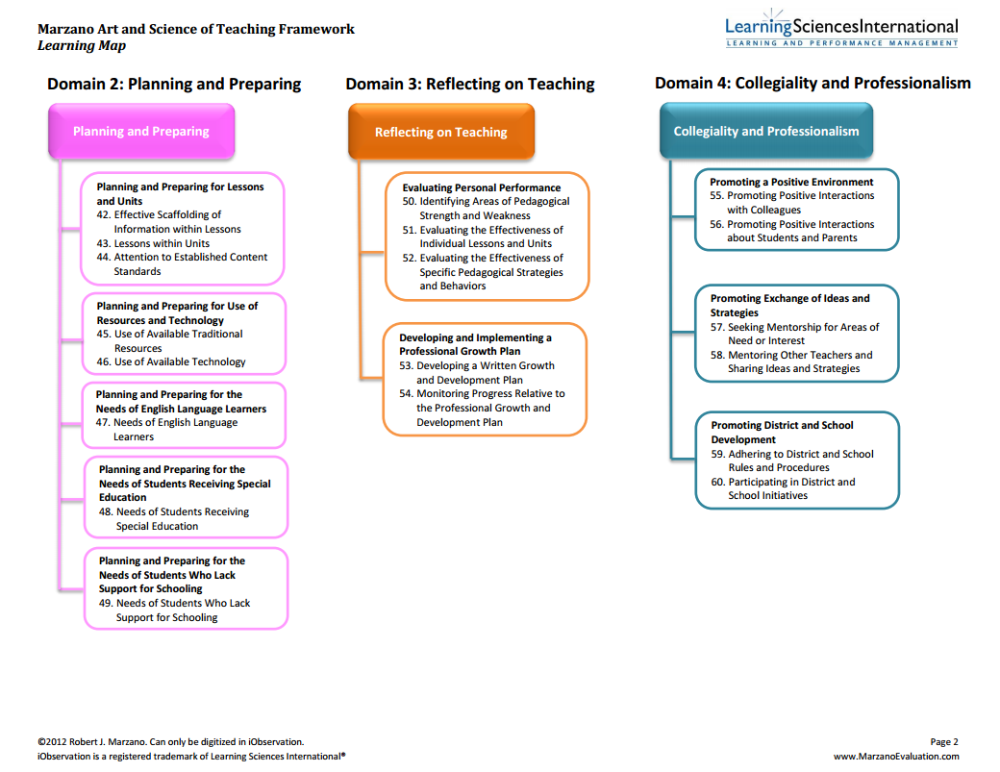 Marzano Art and Science of Teaching Framework
Learning Map
LearningSciencesInternational
LEARNING AND PERFORMANCE MANAGEMENT
Domain 2: Planning and Preparing
Planning and Preparing
Planning and Preparing for Lessons
and Units
42. Effective Scaffolding of
Information within Lessons
43. Lessons within Units
44. Attention to Established Content
Standards
Planning and Preparing for Use of
Resources and Technology
45. Use of Available Traditional
Resources
46. Use of Available Technology
Planning and Preparing for the
Needs of English Language Learners
47. Needs of English Language
Learners
Planning and Preparing for the
Needs of Students Receiving Special
Education
48. Needs of Students Receiving
Special Education
Planning and Preparing for the
Needs of Students Who Lack
Support for Schooling
49. Needs of Students Who Lack
Support for Schooling
Domain 3: Reflecting on Teaching
Reflecting on Teaching
Evaluating Personal Performance
50. Identifying Areas of Pedagogical
Strength and Weakness
51. Evaluating the Effectiveness of
Individual Lessons and Units
52. Evaluating the Effectiveness of
Specific Pedagogical Strategies
and Behaviors
Developing and Implementing a
Professional Growth Plan
53. Developing a Written Growth
and Development Plan
54. Monitoring Progress Relative to
the Professional Growth and
Development Plan
Domain 4: Collegiality and Professionalism
Collegiality and Professionalism
Promoting a Positive Environment
55. Promoting Positive Interactions
with Colleagues
56. Promoting Positive Interactions
about Students and Parents
Promoting Exchange of Ideas and
Strategies
57. Seeking Mentorship for Areas of
Need or Interest
58. Mentoring Other Teachers and
Sharing Ideas and Strategies
Promoting District and School
Development
59. Adhering to District and School
Rules and Procedures
60. Participating in District and
School Initiatives
©2012 Robert J. Marzano. Can only be digitized in iObservation.
iObservation is a registered trademark of Learning Sciences International®
Page 2
www.MarzanoEvaluation.com